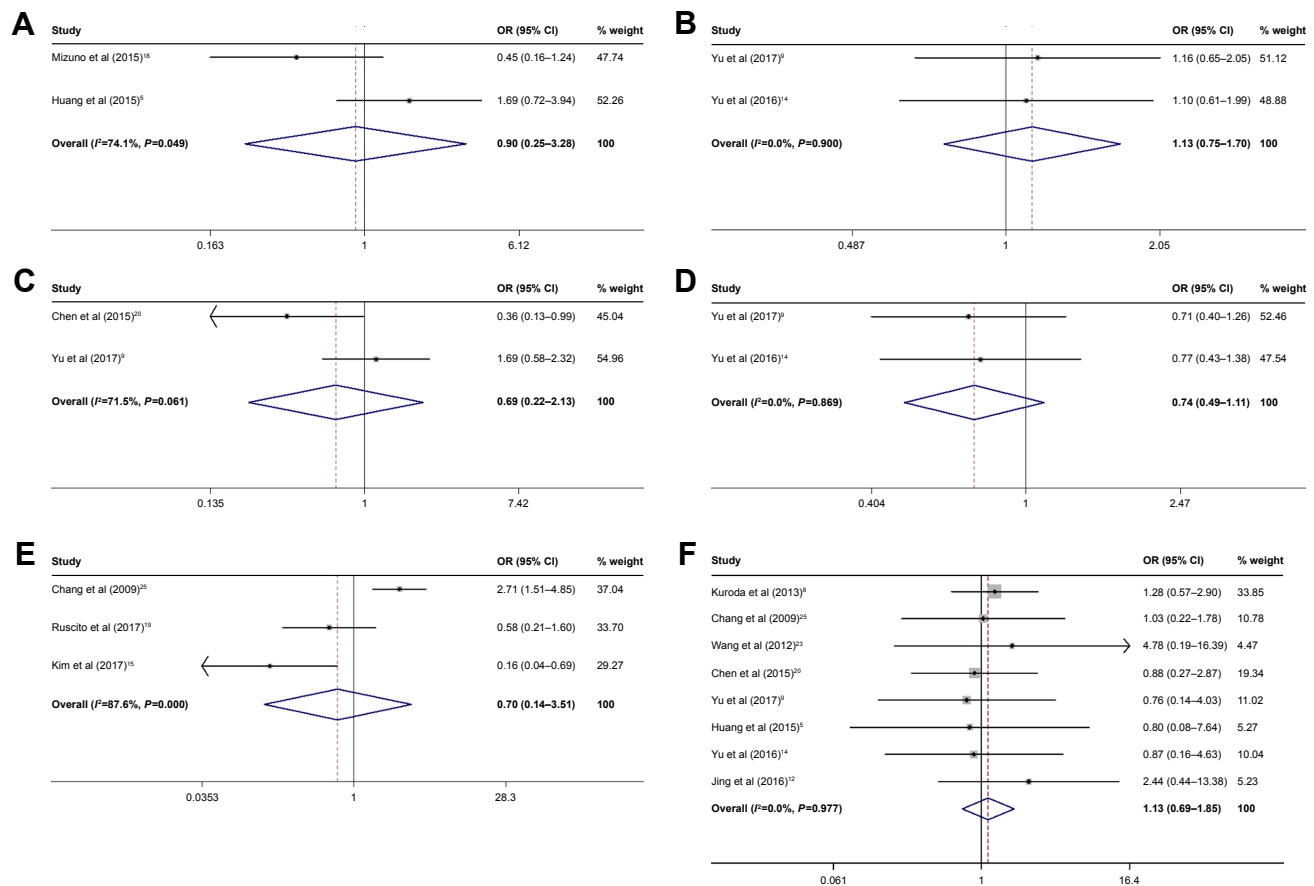 A
Study OR (95% CI) % weight
Mizuno et al (2015)¹⁸ 0.45 (0.16–1.24) 47.74
Huang et al (2015)⁵ 1.69 (0.72–3.94) 52.26
Overall (I²=74.1%, P=0.049) 0.90 (0.25–3.28) 100
0.163 1 6.12
B
Study OR (95% CI) % weight
Yu et al (2017)⁹ 1.16 (0.65–2.05) 51.12
Yu et al (2016)¹⁴ 1.10 (0.61–1.99) 48.88
Overall (I²=0.0%, P=0.900) 1.13 (0.75–1.70) 100
0.487 1 2.05
C
Study OR (95% CI) % weight
Chen et al (2015)²⁰ 0.36 (0.13–0.99) 45.04
Yu et al (2017)⁹ 1.69 (0.58–2.32) 54.96
Overall (I²=71.5%, P=0.061) 0.69 (0.22–2.13) 100
0.135 1 7.42
D
Study OR (95% CI) % weight
Yu et al (2017)⁹ 0.71 (0.40–1.26) 52.46
Yu et al (2016)¹⁴ 0.77 (0.43–1.38) 47.54
Overall (I²=0.0%, P=0.869) 0.74 (0.49–1.11) 100
0.404 1 2.47
E
Study OR (95% CI) % weight
Chang et al (2009)²⁵ 2.71 (1.51–4.85) 37.04
Ruscito et al (2017)¹⁹ 0.58 (0.21–1.60) 33.70
Kim et al (2017)¹⁵ 0.16 (0.04–0.69) 29.27
Overall (I²=87.6%, P=0.000) 0.70 (0.14–3.51) 100
0.0353 1 28.3
F
Study OR (95% CI) % weight
Kuroda et al (2013)⁸ 1.28 (0.57–2.90) 33.85
Chang et al (2009)²⁵ 1.03 (0.22–1.78) 10.78
Wang et al (2012)²³ 4.78 (0.19–16.39) 4.47
Chen et al (2015)²⁰ 0.88 (0.27–2.87) 19.34
Yu et al (2017)⁹ 0.76 (0.14–4.03) 11.02
Huang et al (2015)⁵ 0.80 (0.08–7.64) 5.27
Yu et al (2016)¹⁴ 0.87 (0.16–4.63) 10.04
Jing et al (2016)¹² 2.44 (0.44–13.38) 5.23
Overall (I²=0.0%, P=0.977) 1.13 (0.69–1.85) 100
0.061 1 16.4